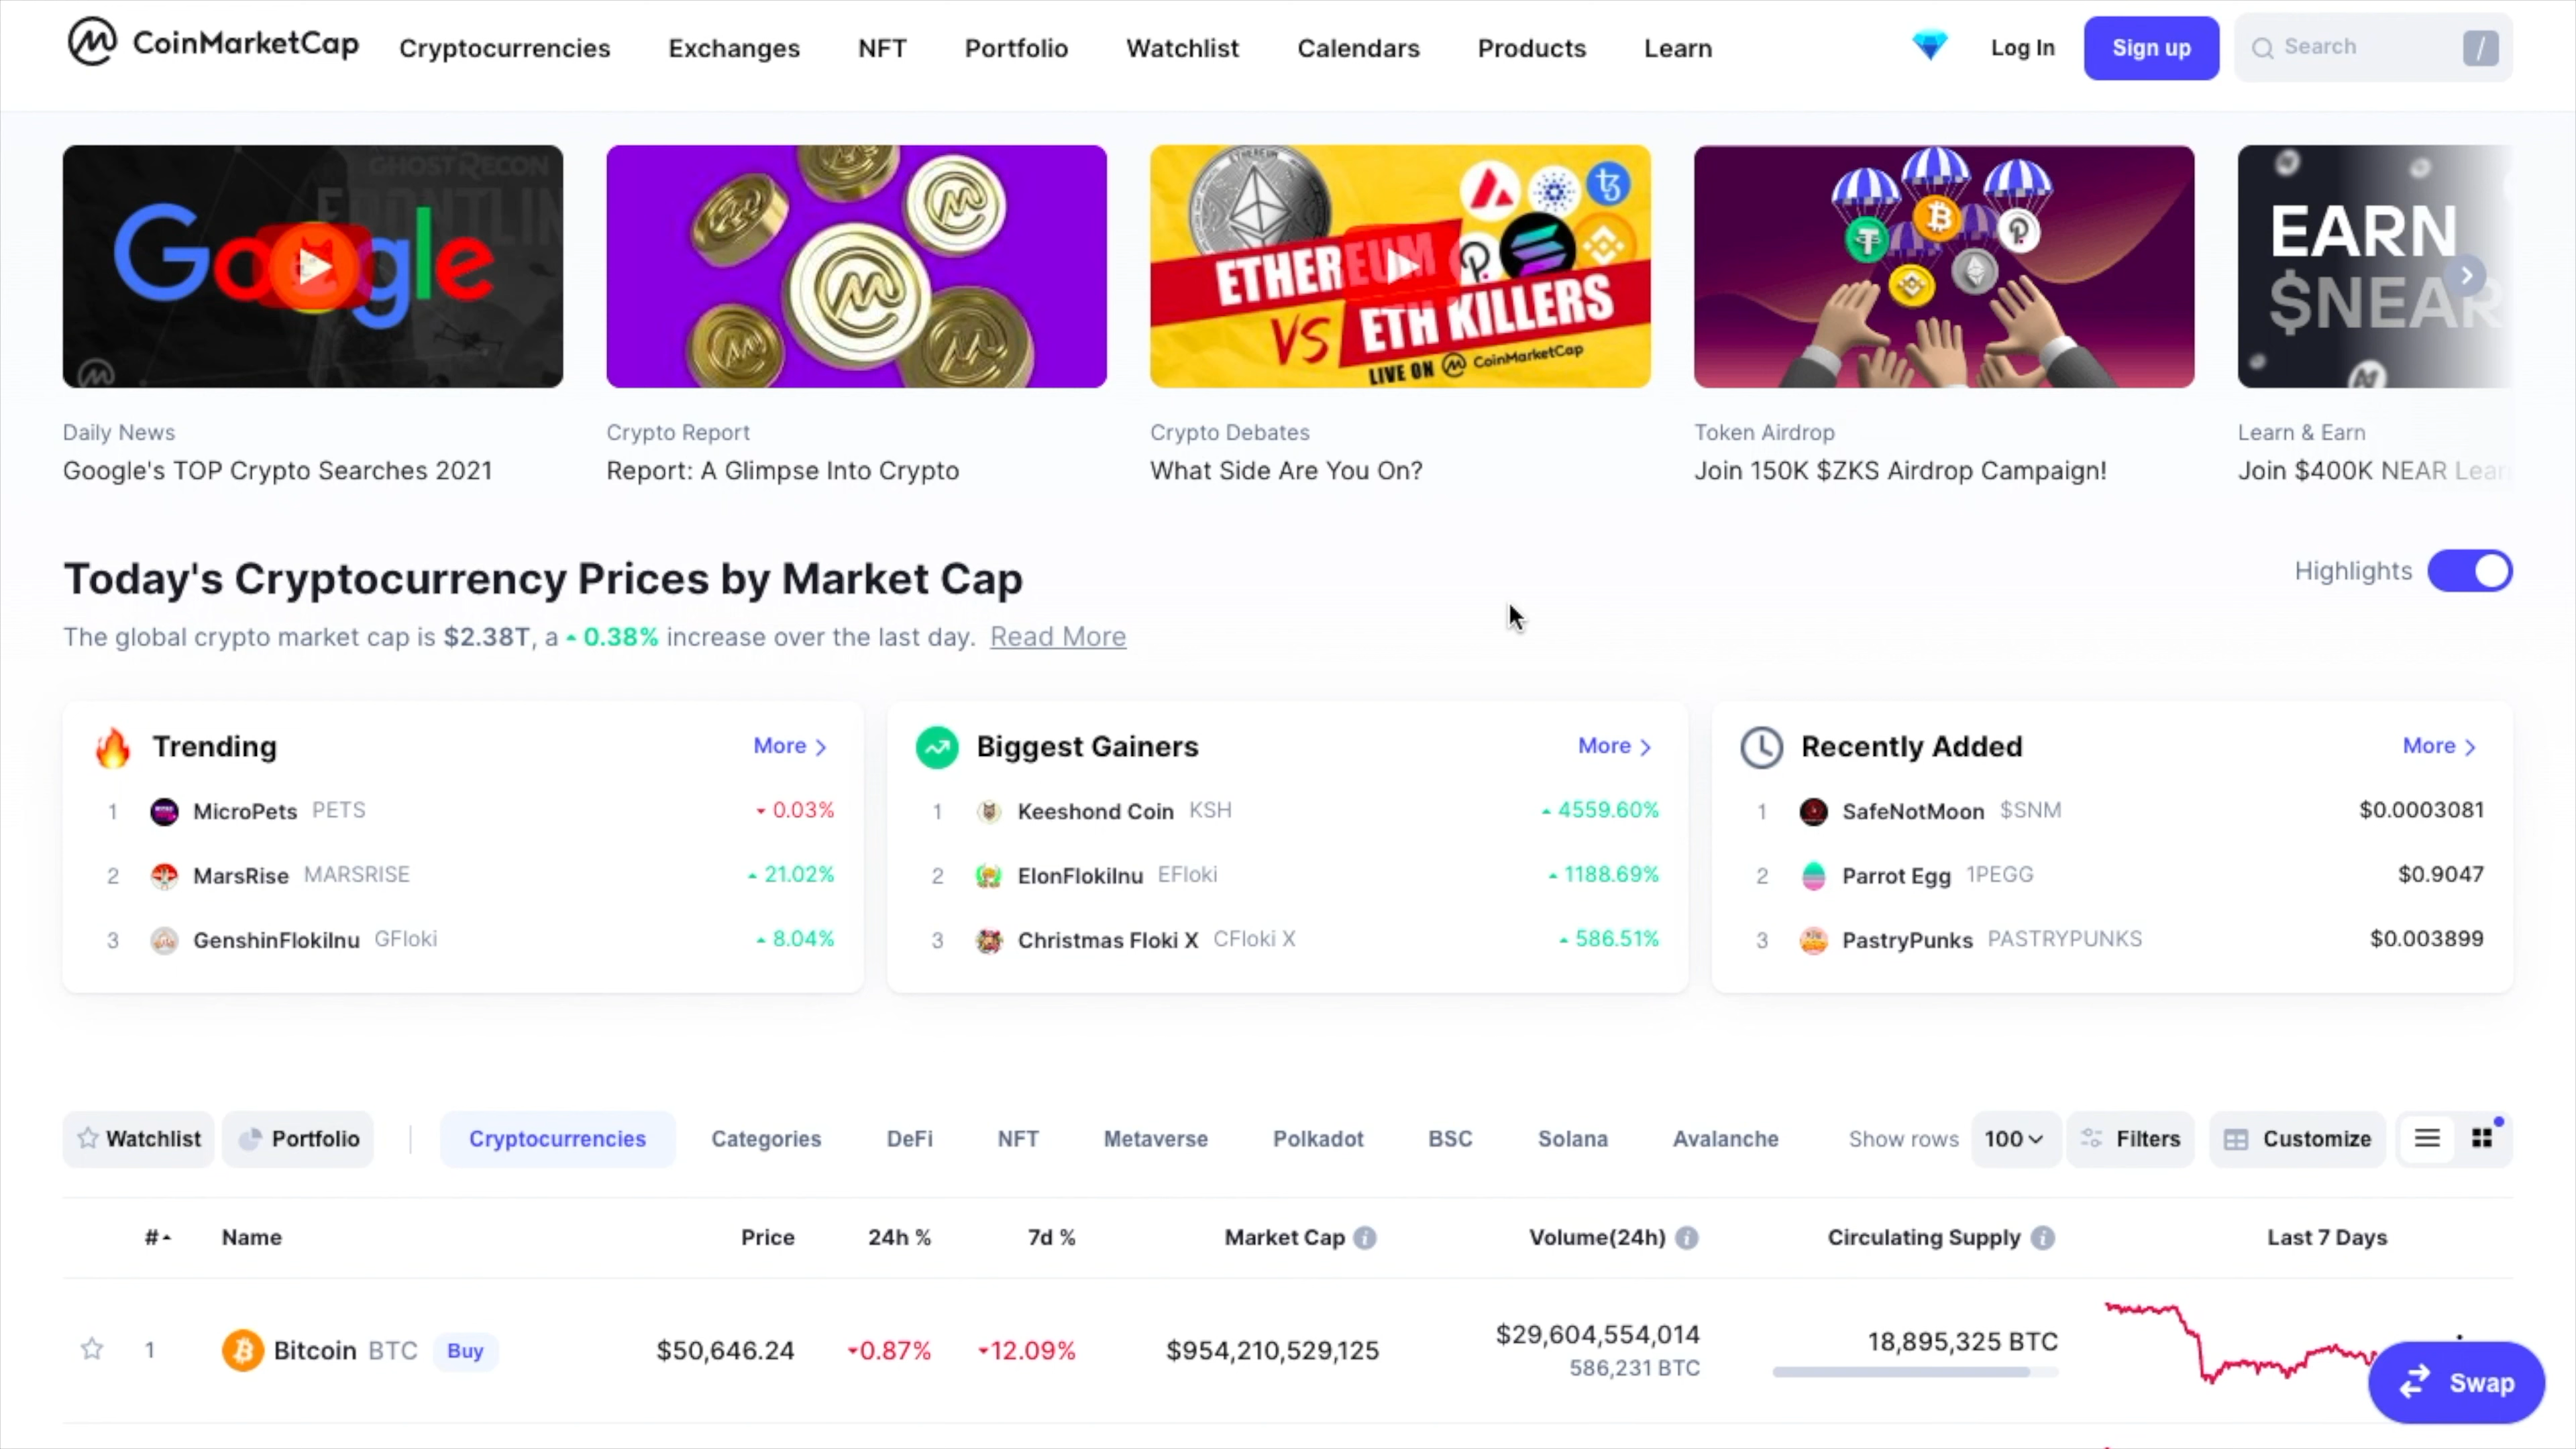 CoinMarketCap Cryptocurrencies Exchanges NFT Portfolio Watchlist Calendars Products Learn Log In Sign up Search /
GHOST RECON
FRONTLIN
Google
ETHEREUM
VS ETH KILLERS
LIVE ON CoinMarketCap
EARN
$NEAR
Daily News
Google's TOP Crypto Searches 2021
Crypto Report
Report: A Glimpse Into Crypto
Crypto Debates
What Side Are You On?
Token Airdrop
Join 150K $ZKS Airdrop Campaign!
Learn & Earn
Join $400K NEAR Lear
Today's Cryptocurrency Prices by Market Cap
Highlights
The global crypto market cap is $2.38T, a 0.38% increase over the last day. Read More
Trending More
1 MicroPets PETS 0.03%
2 MarsRise MARSRISE 21.02%
3 GenshinFlokiInu GFloki 8.04%
Biggest Gainers More
1 Keeshond Coin KSH 4559.60%
2 ElonFlokiInu EFloki 1188.69%
3 Christmas Floki X CFloki X 586.51%
Recently Added More
1 SafeNotMoon $SNM $0.0003081
2 Parrot Egg 1PEGG $0.9047
3 PastryPunks PASTRYPUNKS $0.003899
Watchlist Portfolio Cryptocurrencies Categories DeFi NFT Metaverse Polkadot BSC Solana Avalanche Show rows 100 Filters Customize
# Name Price 24h % 7d % Market Cap Volume(24h) Circulating Supply Last 7 Days
1 Bitcoin BTC Buy $50,646.24 0.87% 12.09% $954,210,529,125 $29,604,554,014 18,895,325 BTC
586,231 BTC
Swap